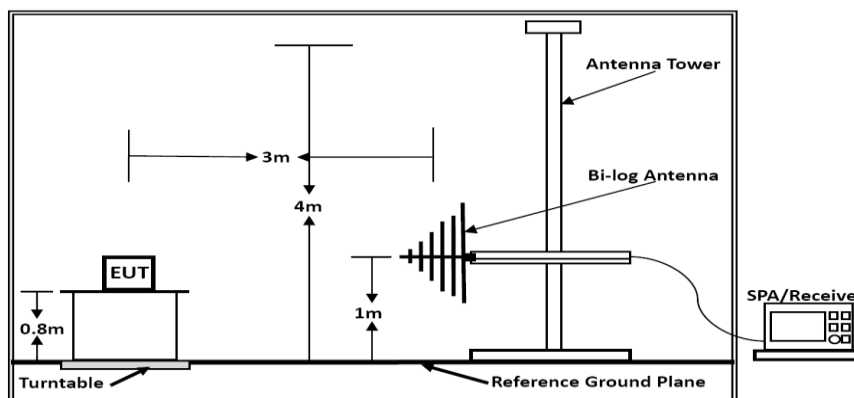 Antenna Tower
3m
Bi-log Antenna
4m
EUT
SPA/Receive
0.8m
1m
Turntable
Reference Ground Plane